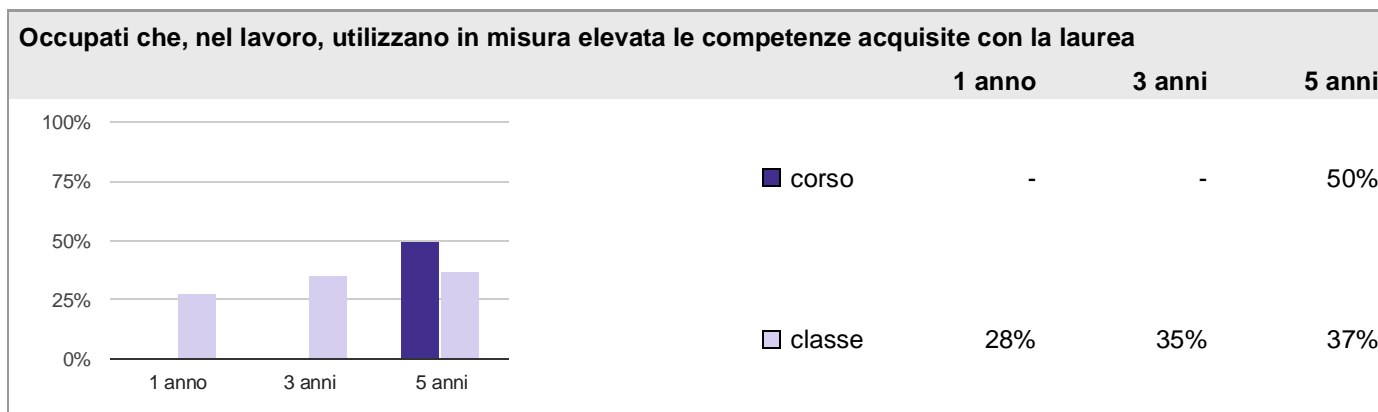 Occupati che, nel lavoro, utilizzano in misura elevata le competenze acquisite con la laurea
1 anno 3 anni 5 anni
100%
75%
50%
25%
0%
1 anno 3 anni 5 anni
corso - - 50%
classe 28% 35% 37%